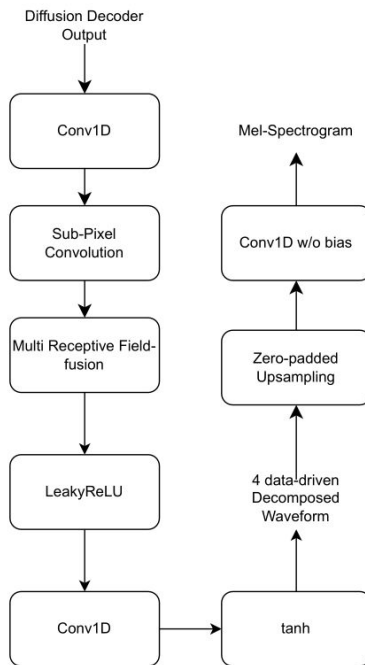 Diffusion Decoder
Output
Conv1D
Sub-Pixel
Convolution
Multi Receptive Field-
fusion
LeakyReLU
Conv1D
tanh
4 data-driven
Decomposed
Waveform
Zero-padded
Upsampling
Conv1D w/o bias
Mel-Spectrogram